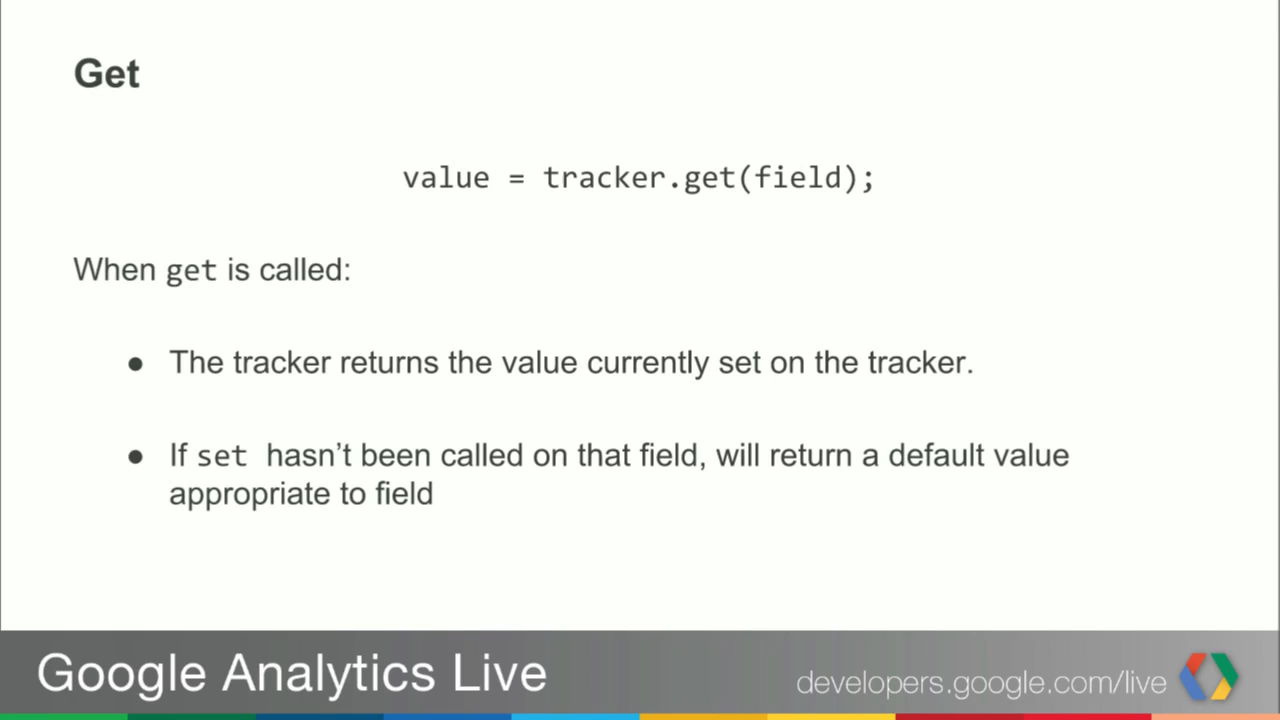 Get
value = tracker.get(field);
When get is called:
● The tracker returns the value currently set on the tracker.
● If set hasn't been called on that field, will return a default value
appropriate to field
Google Analytics Live
developers.google.com/live